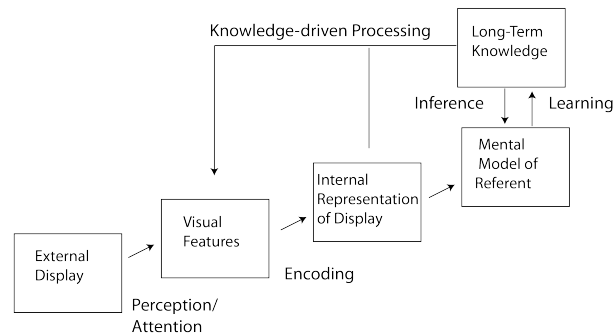 Knowledge-driven Processing
Long-Term
Knowledge
Inference
Learning
Mental
Model of
Referent
Internal
Representation
of Display
Visual
Features
Encoding
External
Display
Perception/
Attention